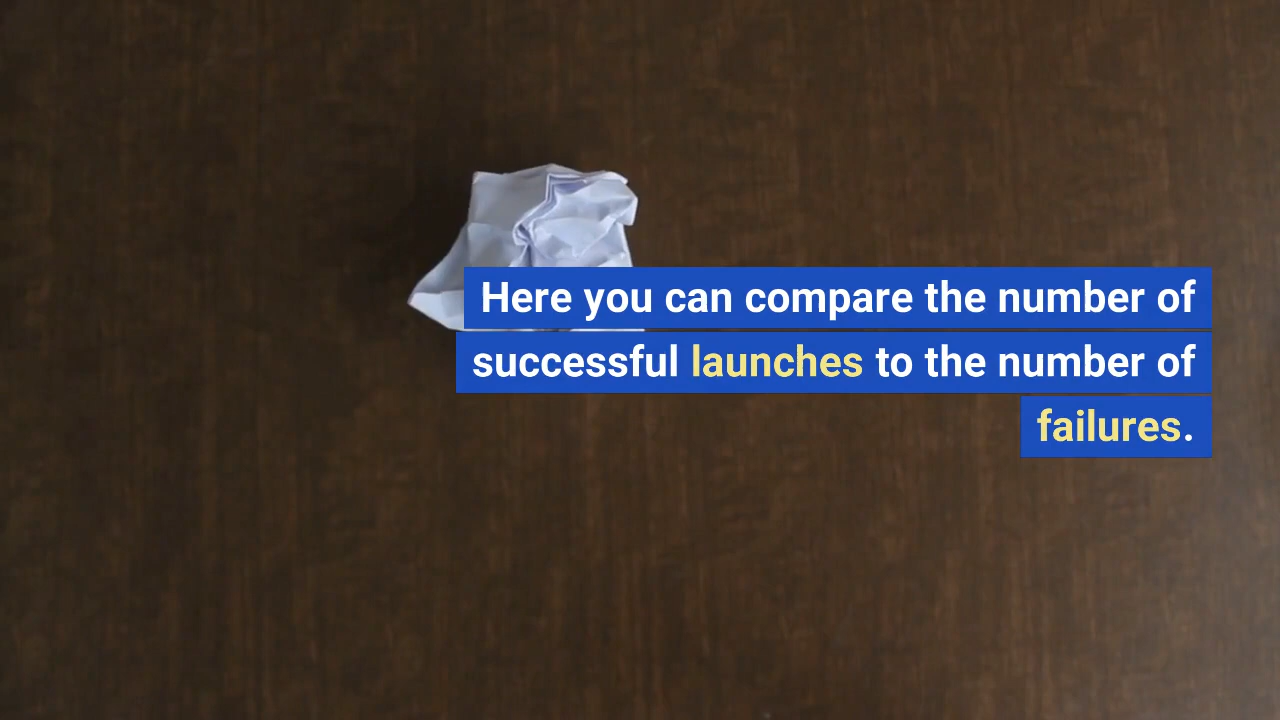 Here you can compare the number of
successful launches to the number of
failures.